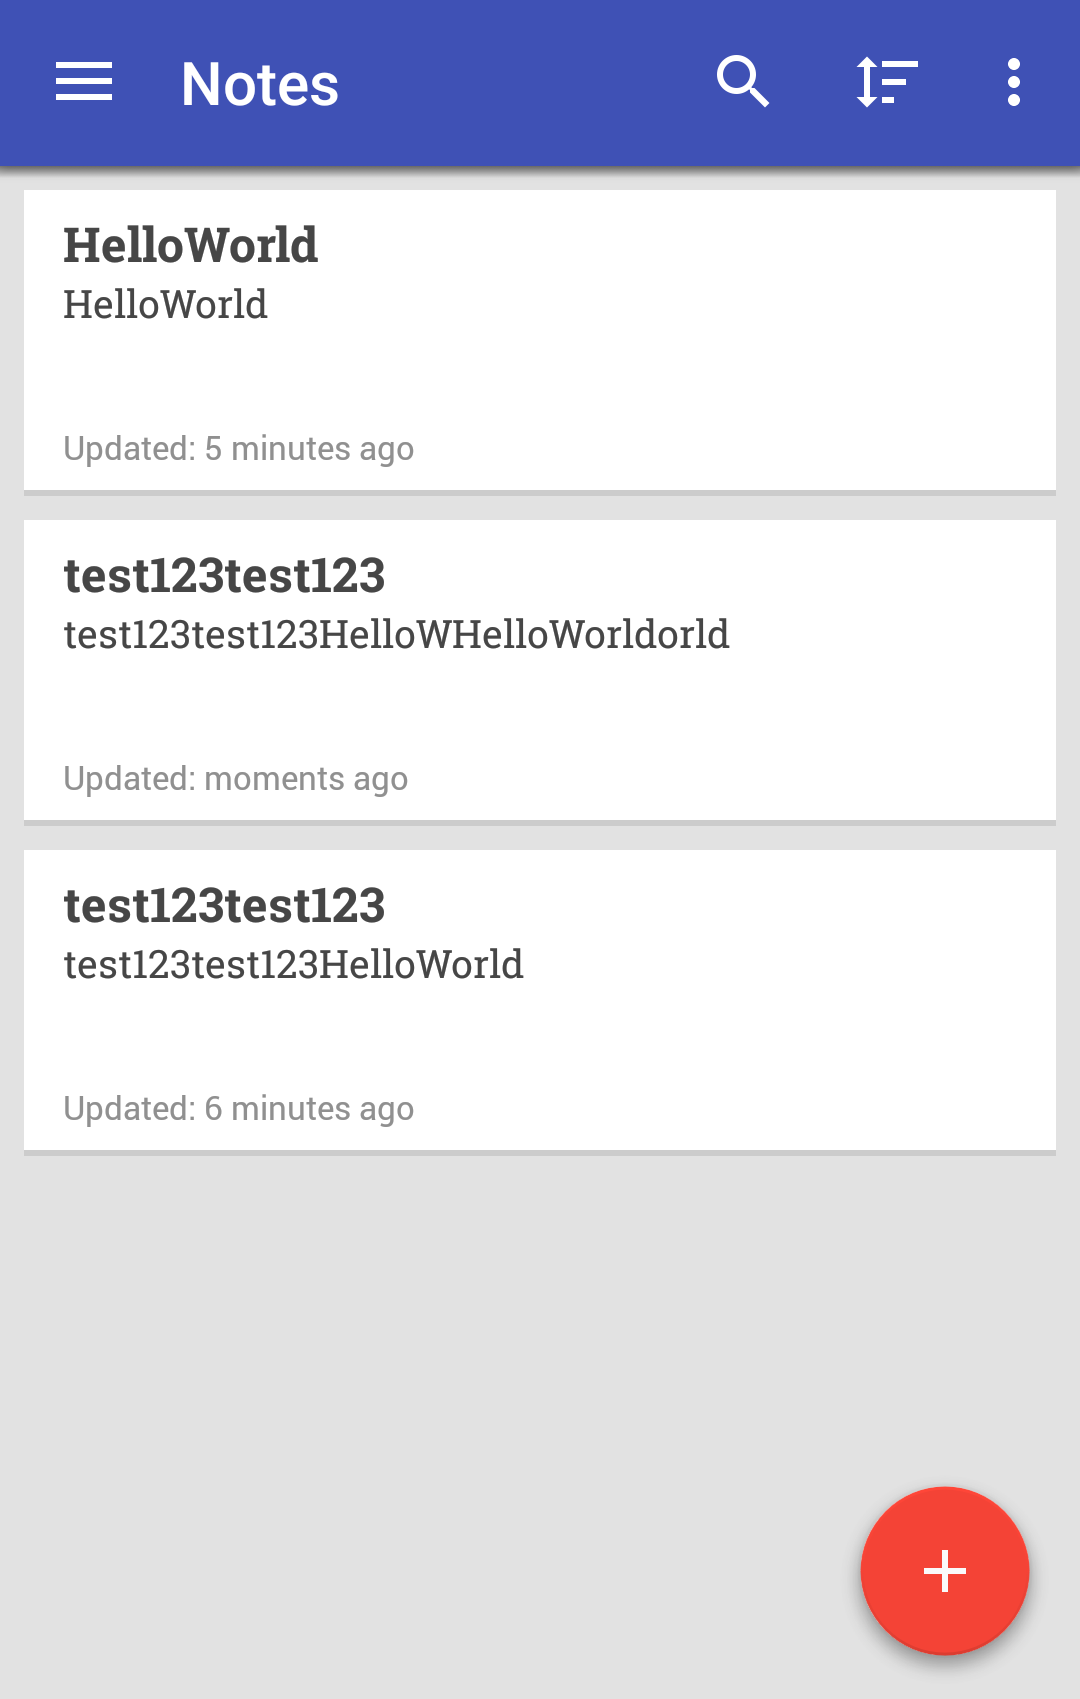 Notes
HelloWorld
HelloWorld
Updated: 5 minutes ago
test123test123
test123test123HelloWHelloWorldorld
Updated: moments ago
test123test123
test123test123HelloWorld
Updated: 6 minutes ago